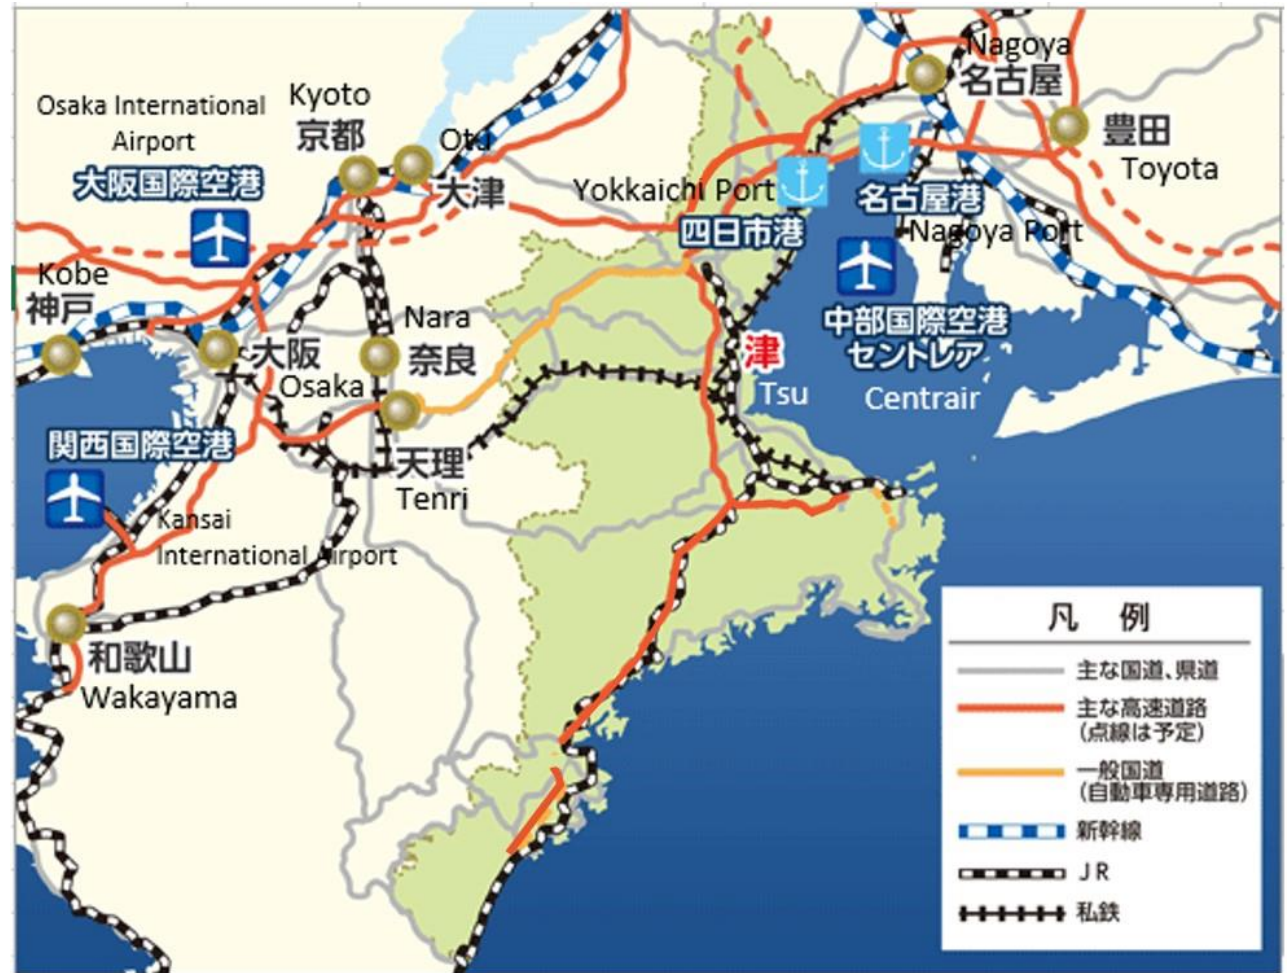 Nagoya
名古屋
Kyoto
京都
Osaka International
Airport
大阪国際空港
Otu
大津
豊田
Toyota
Yokkaichi Port
四日市港
名古屋港
Nagoya Port
Kobe
神戸
Nara
奈良
中部国際空港
セントレア
Centrair
大阪
Osaka
津
Tsu
関西国際空港
Kansai
International Airport
天理
Tenri
和歌山
Wakayama
凡 例
主な国道、県道
主な高速道路
(点線は予定)
一般国道
(自動車専用道路)
新幹線
JR
私鉄